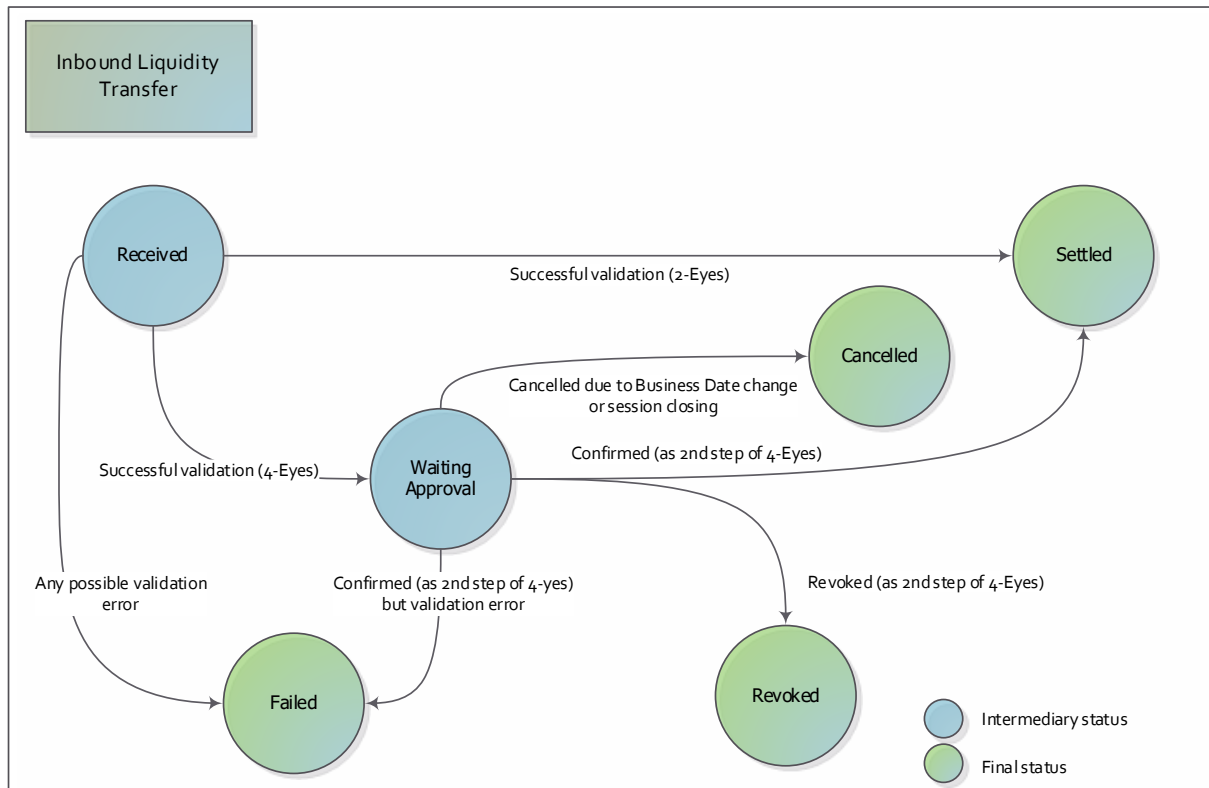 Inbound Liquidity
Transfer
Received
Settled
Successful validation (2-Eyes)
Cancelled
Cancelled due to Business Date change
or session closing
Confirmed (as 2nd step of 4-Eyes)
Successful validation (4-Eyes)
Waiting
Approval
Any possible validation
error
Confirmed (as 2nd step of 4-yes)
but validation error
Revoked (as 2nd step of 4-Eyes)
Failed
Revoked
Intermediary status
Final status